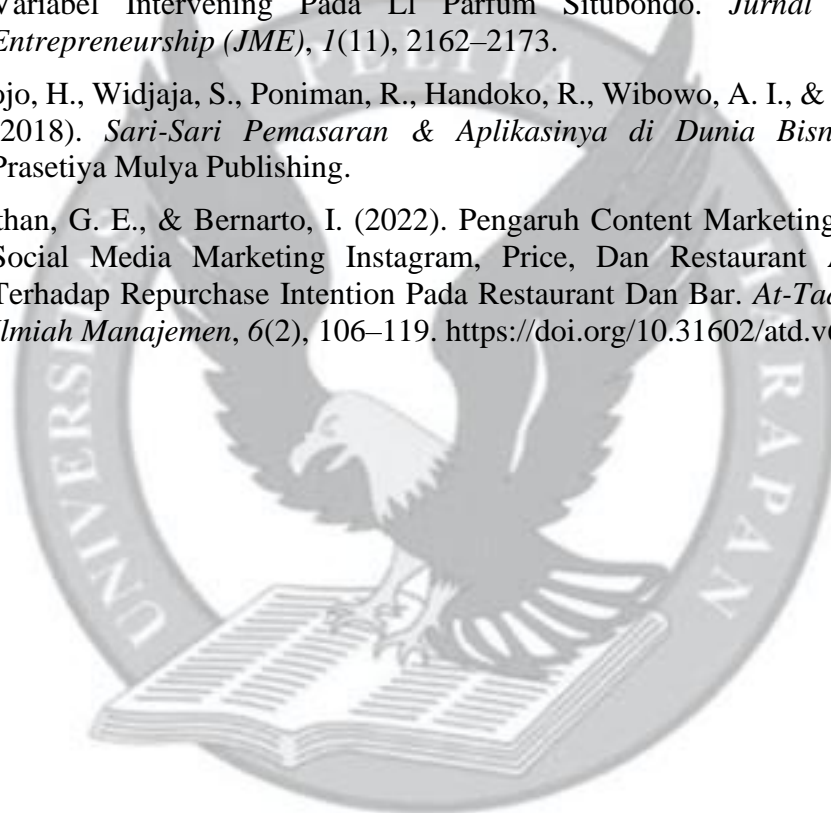 Variabel Intervening Pada Li Parfum Situbondo. Jurnal
Entrepreneurship (JME), 1(11), 2162–2173.
ojo, H., Widjaja, S., Poniman, R., Handoko, R., Wibowo, A. I., &
2018). Sari-Sari Pemasaran & Aplikasinya di Dunia Bisn
Prasetiya Mulya Publishing.
than, G. E., & Bernarto, I. (2022). Pengaruh Content Marketing
Social Media Marketing Instagram, Price, Dan Restaurant
Terhadap Repurchase Intention Pada Restaurant Dan Bar. At-Tad
Ilmiah Manajemen, 6(2), 106–119. https://doi.org/10.31602/atd.v
PELITA
UNIVERSI
RAPAN